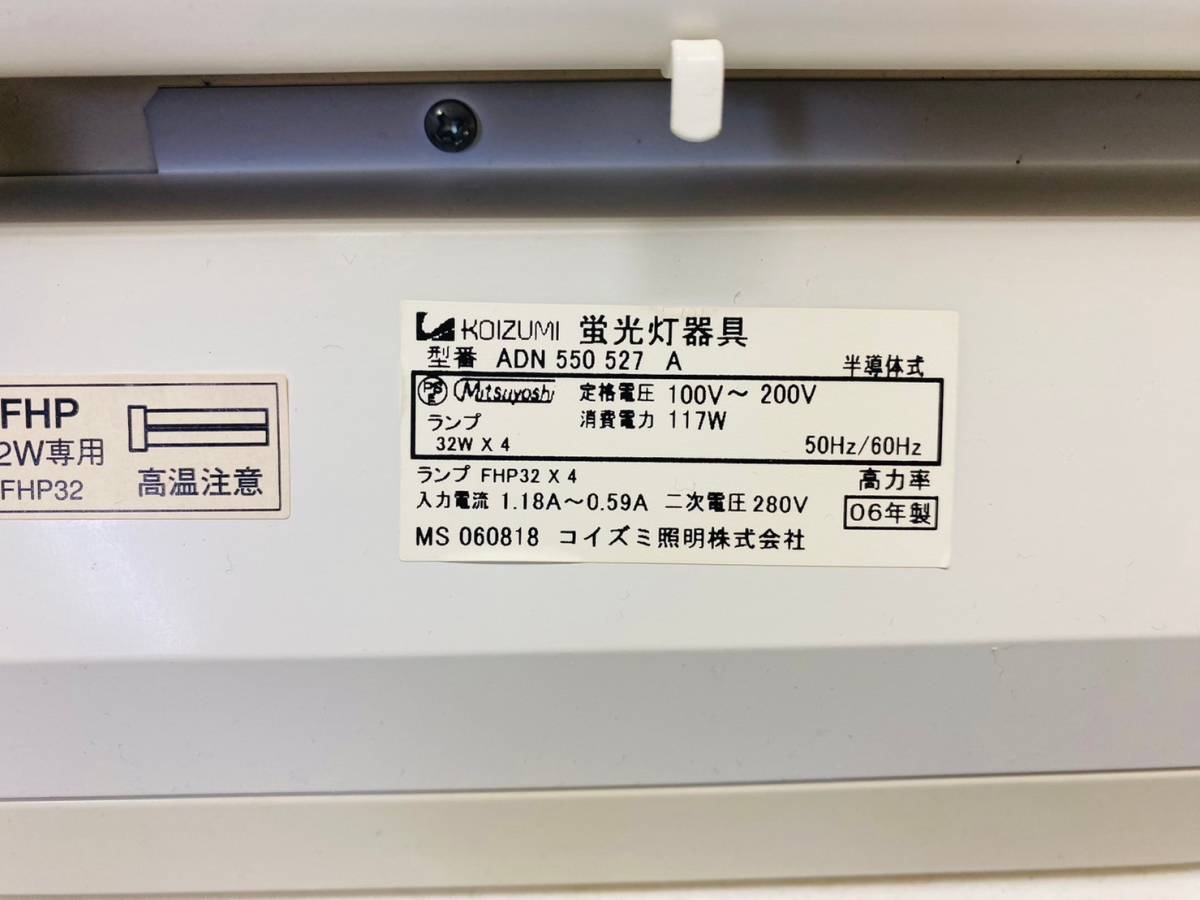 FHP
2W専用
FHP32
高温注意
KOIZUMI 蛍光灯器具
型番 ADN 550 527 A 半導体式
PS E Mitsuyoshi 定格電圧 100V～ 200V
ランプ 消費電力 117W
32W X 4 50Hz/60Hz
ランプ FHP32 X 4 高力率
入力電流 1.18A～0.59A 二次電圧 280V 06年製
MS 060818 コイズミ照明株式会社